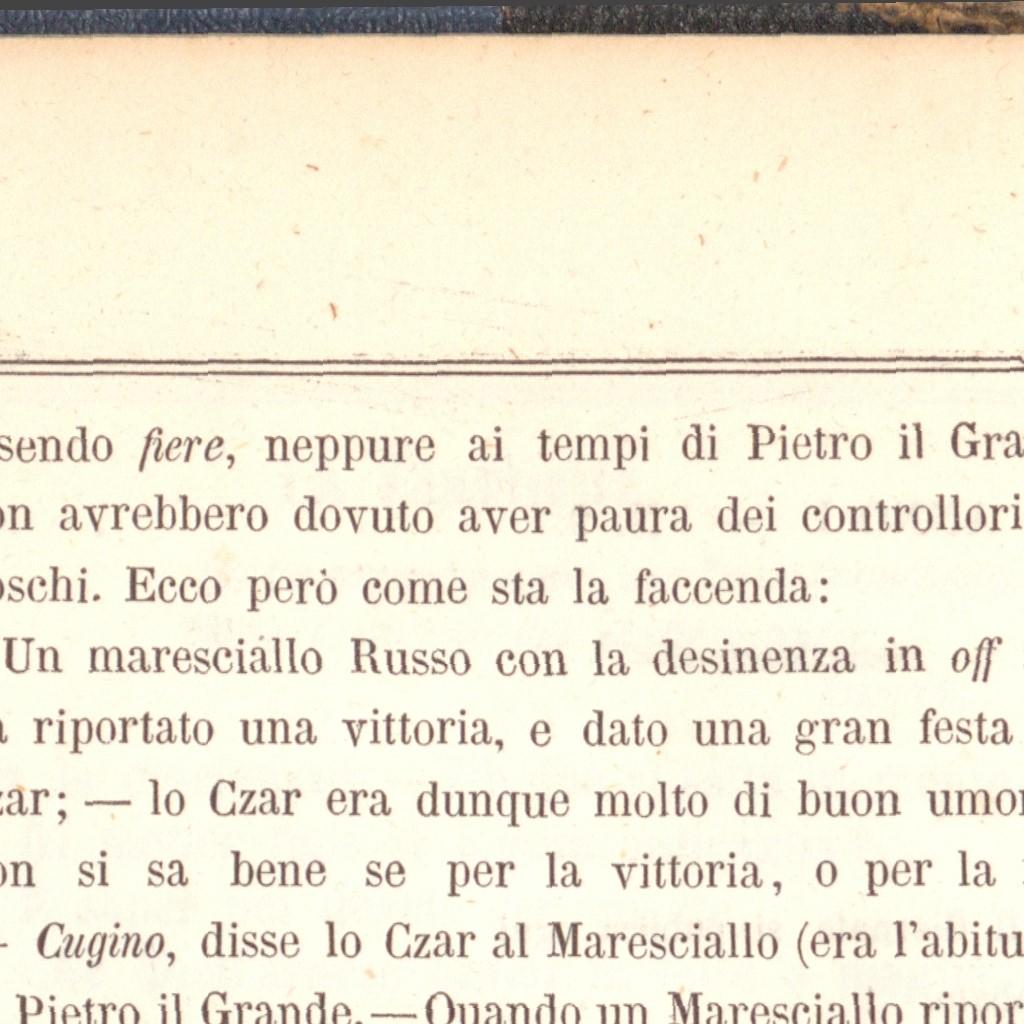 sendo fiere, neppure ai tempi di Pietro il Gra
on avrebbero dovuto aver paura dei controllori
oschi. Ecco però come sta la faccenda:
Un maresciallo Russo con la desinenza in off
a riportato una vittoria, e dato una gran festa
zar; — lo Czar era dunque molto di buon umor
on si sa bene se per la vittoria, o per la
- Cugino, disse lo Czar al Maresciallo (era l'abitu
Pietro il Grande. — Quando un Maresciallo ripor